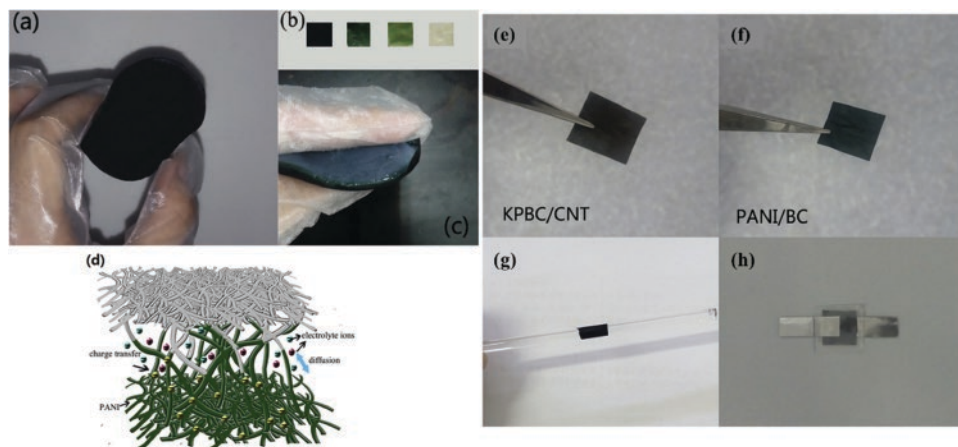 (a)
(b)
(c)
(d)
electrolyte ions
charge transfer
diffusion
PANI
(e)
KPBC/CNT
(f)
PANI/BC
(g)
(h)